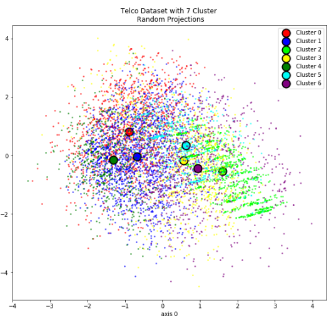 Telco Dataset with 7 Cluster
Random Projections
Cluster 0
Cluster 1
Cluster 2
Cluster 3
Cluster 4
Cluster 5
Cluster 6
4
2
0
−2
−4
−4 −3 −2 −1 0 1 2 3 4
axis 0